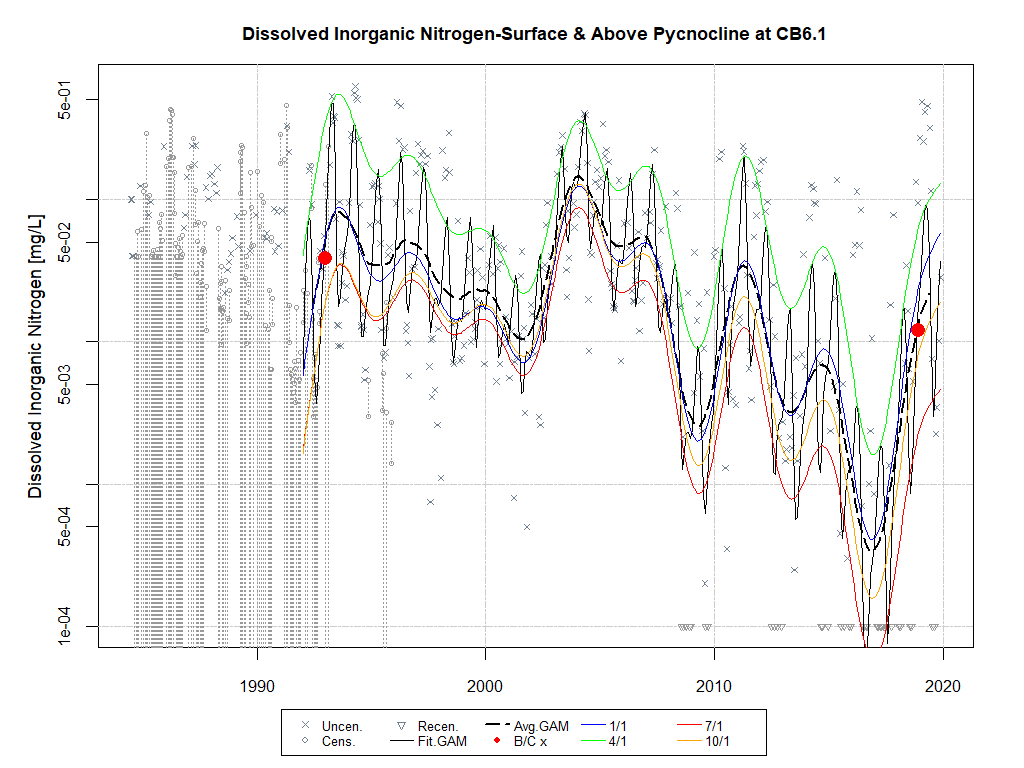 Dissolved Inorganic Nitrogen-Surface & Above Pycnocline at CB6.1
Dissolved Inorganic Nitrogen [mg/L]
5e-01
5e-02
5e-03
5e-04
1e-04
1990 2000 2010 2020
Uncen. Recen. Avg.GAM 1/1 7/1
Cens. Fit.GAM B/C x 4/1 10/1